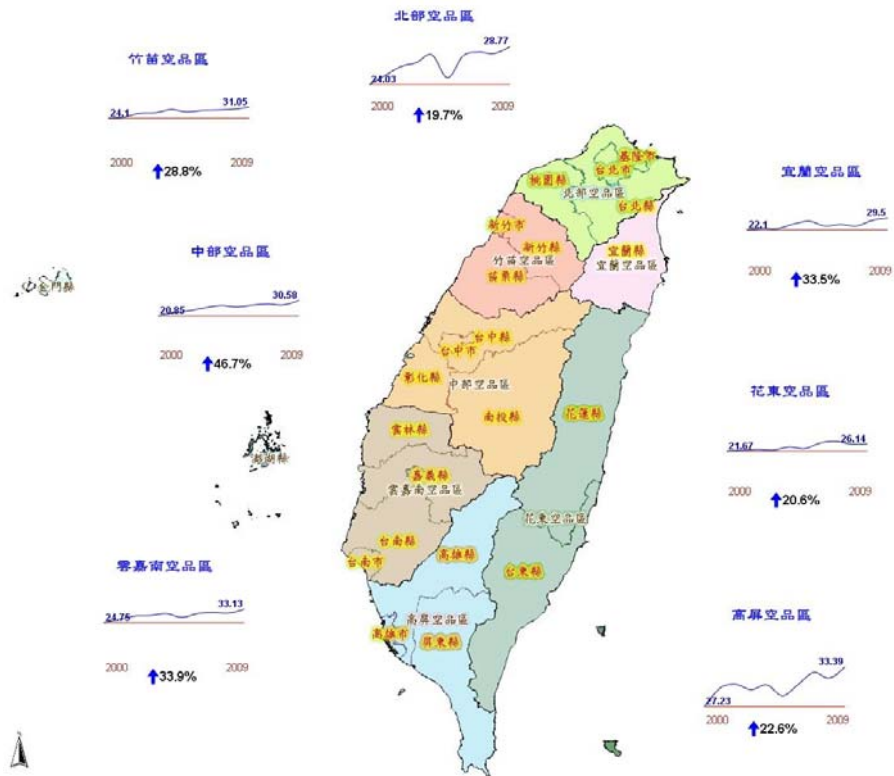 北部空品區
28.77
24.03
2000
2009
19.7%
竹苗空品區
31.05
24.1
2000
2009
28.8%
宜蘭空品區
29.5
22.1
2000
2009
33.5%
中部空品區
30.58
20.85
2000
2009
46.7%
花東空品區
26.14
21.67
2000
2009
20.6%
雲嘉南空品區
33.13
24.75
2000
2009
33.9%
高屏空品區
33.39
27.23
2000
2009
22.6%
基隆市
台北市
桃園縣
北部空品區
台北縣
新竹市
新竹縣
竹苗空品區
苗栗縣
宜蘭縣
宜蘭空品區
金門縣
台中縣
台中市
彰化縣
中部空品區
南投縣
花蓮縣
雲林縣
澎湖縣
嘉義縣
雲嘉南空品區
花東空品區
台南縣
高雄縣
台南市
台東縣
高屏空品區
高雄市
屏東縣